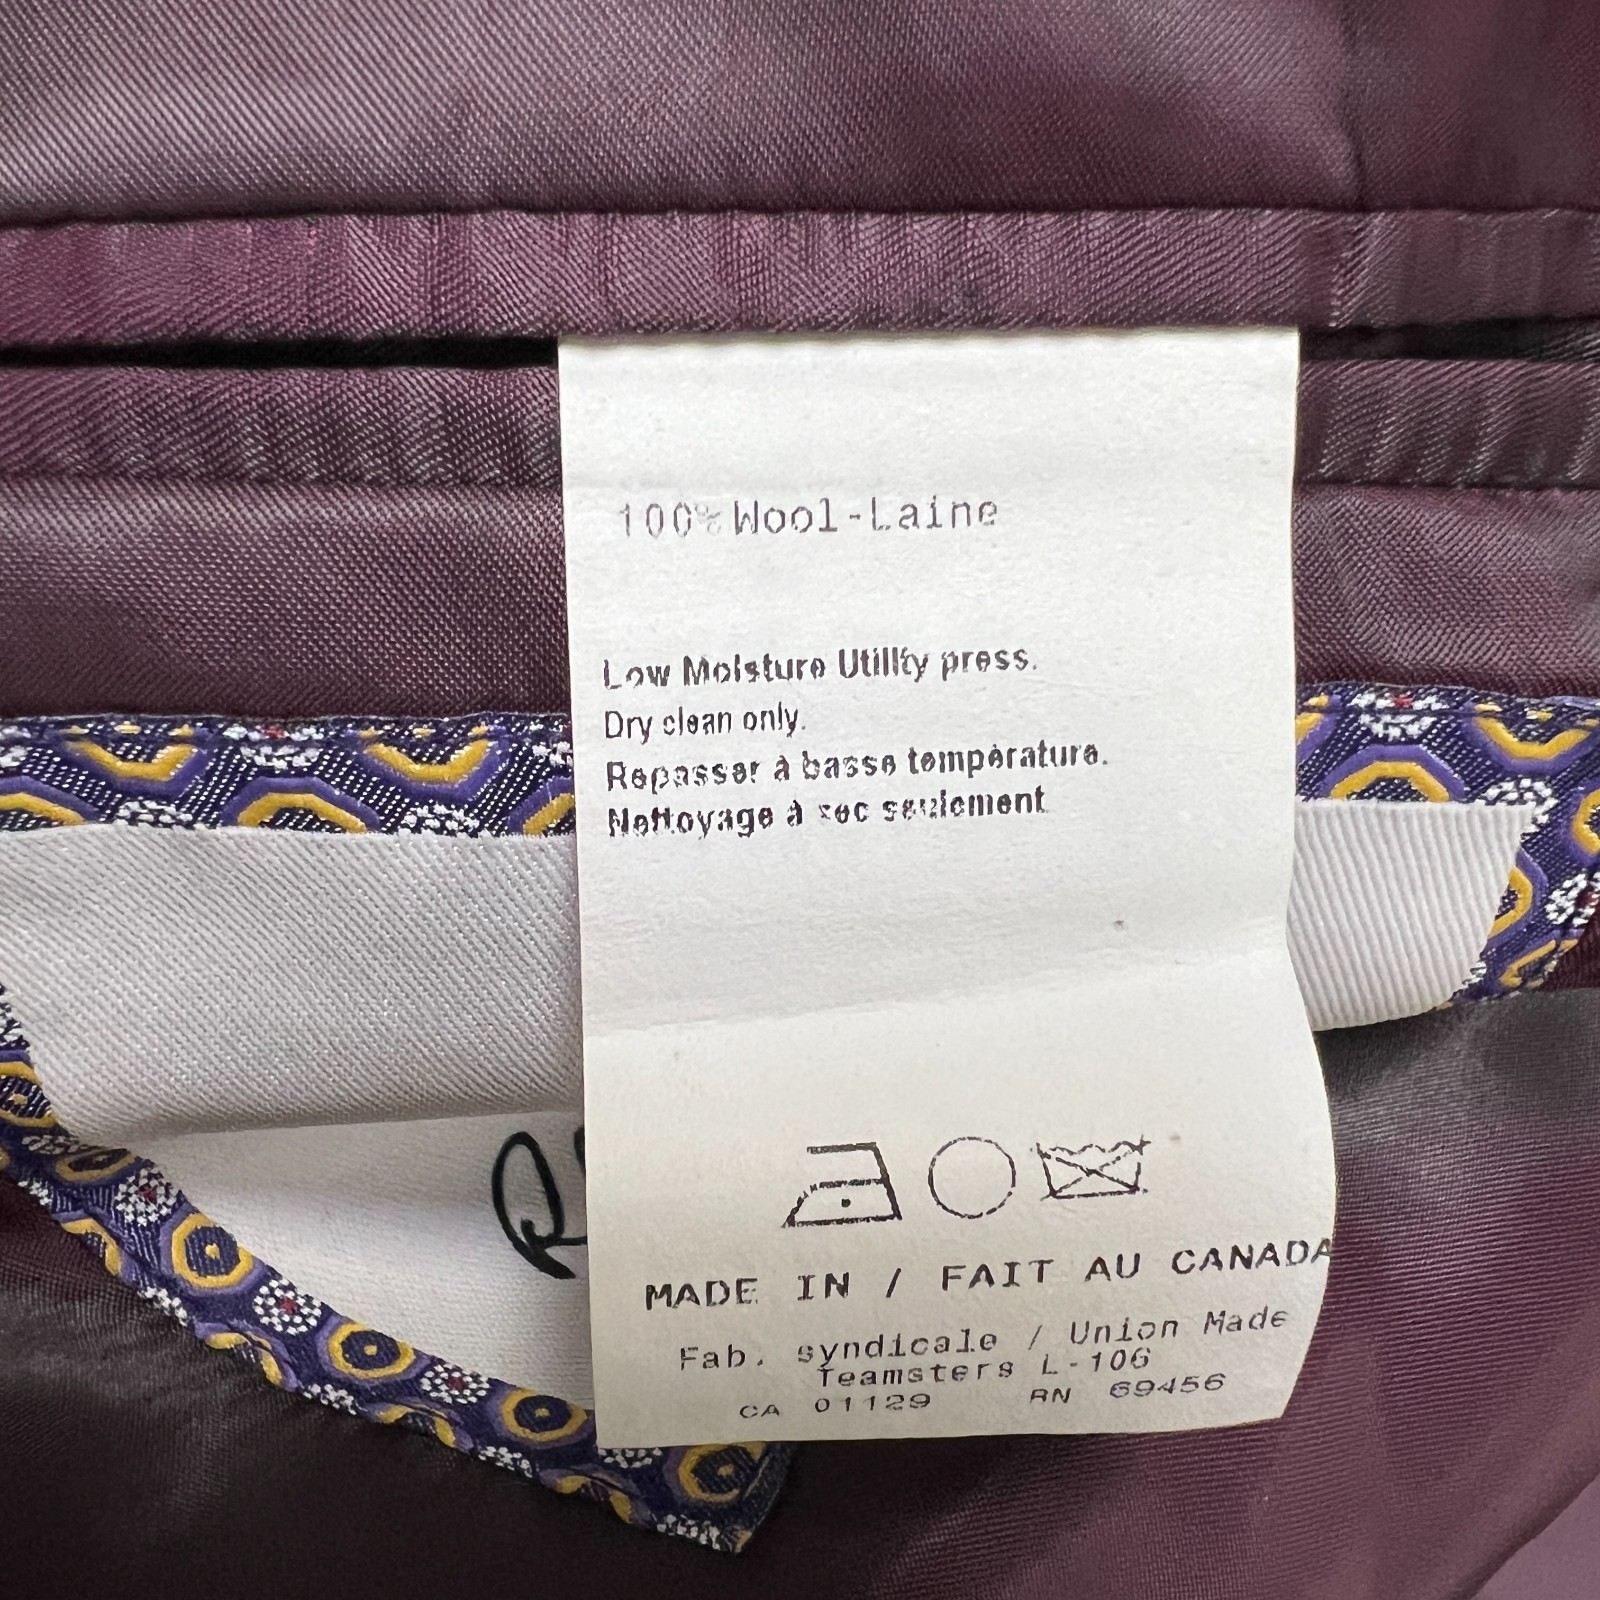 100% Wool-Laine
Low Moisture Utility press.
Dry clean only.
Repasser à basse température.
Nettoyage à sec seulement
MADE IN / FAIT AU CANADA
Fab. syndicale / Union Made
Teamsters L-106
CA 01129 RN 69456
R